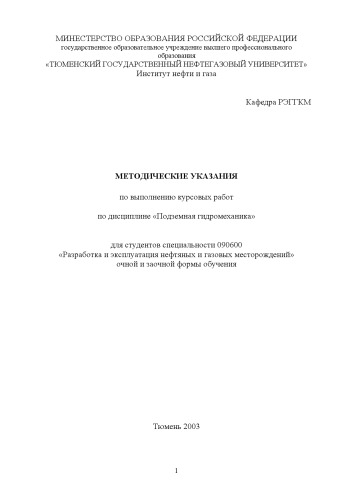 МИНЕСТЕРСТВО ОБРАЗОВАНИЯ РОССИЙСКОЙ ФЕДЕРАЦИИ
государственное образовательное учреждение высшего профессионального
образования
«ТЮМЕНСКИЙ ГОСУДАРСТВЕННЫЙ НЕФТЕГАЗОВЫЙ УНИВЕРСИТЕТ»
Институт нефти и газа
Кафедра РЭГГКМ
МЕТОДИЧЕСКИЕ УКАЗАНИЯ
по выполнению курсовых работ
по дисциплине «Подземная гидромеханика»
для студентов специальности 090600
«Разработка и эксплуатация нефтяных и газовых месторождений»
очной и заочной формы обучения
Тюмень 2003
1